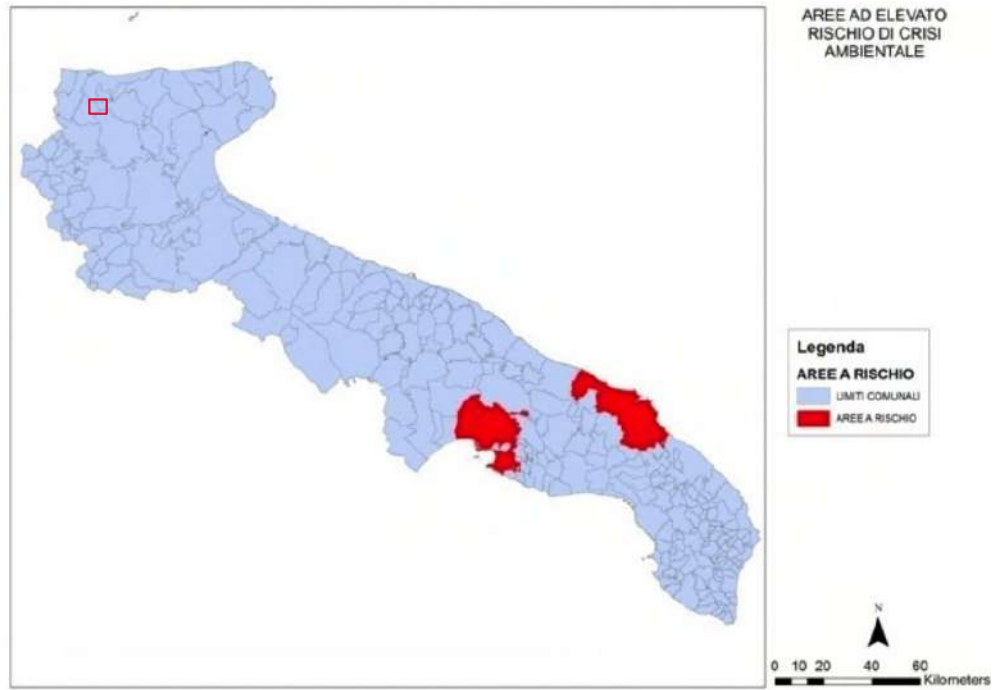 AREE AD ELEVATO
RISCHIO DI CRISI
AMBIENTALE
Legenda
AREE A RISCHIO
LIMITI COMUNALI
AREE A RISCHIO
N
0 10 20 40 60
Kilometers